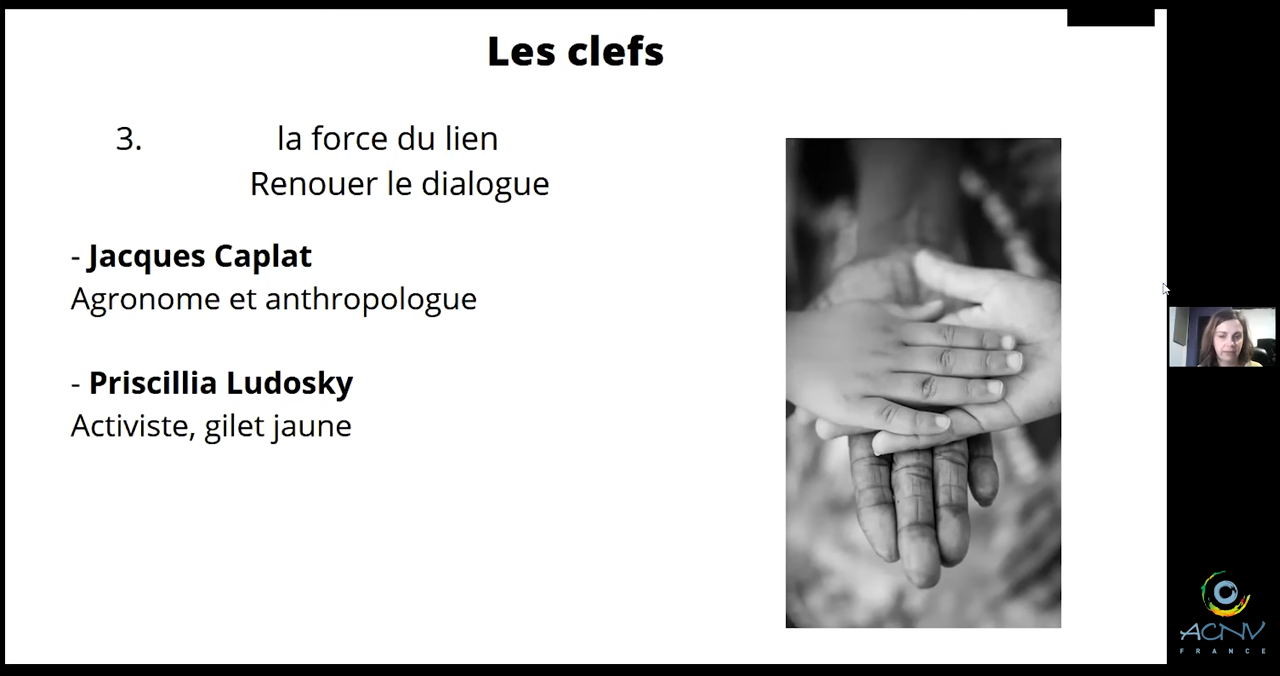 Les clefs
3. la force du lien
Renouer le dialogue
- Jacques Caplat
Agronome et anthropologue
- Priscillia Ludosky
Activiste, gilet jaune
ACNV
FRANCE